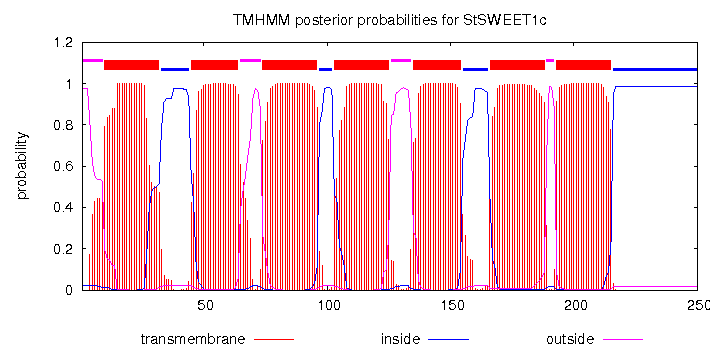 TMHMM posterior probabilities for StSWEET1c
1.2
1
0.8
0.6
0.4
0.2
0
probability
50
100
150
200
250
transmembrane
inside
outside